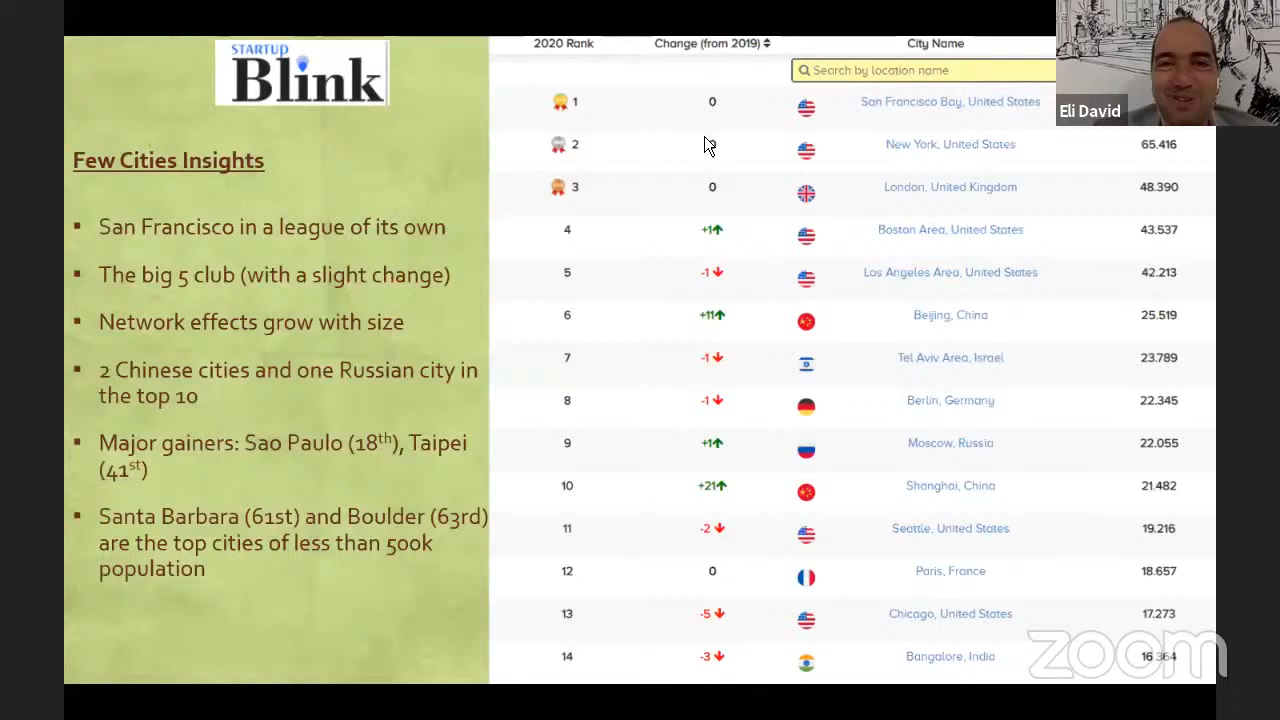 STARTUP
Blink
Few Cities Insights
▪ San Francisco in a league of its own
▪ The big 5 club (with a slight change)
▪ Network effects grow with size
▪ 2 Chinese cities and one Russian city in
the top 10
▪ Major gainers: Sao Paulo (18th), Taipei
(41st)
▪ Santa Barbara (61st) and Boulder (63rd)
are the top cities of less than 500k
population
2020 Rank Change (from 2019) City Name
Search by location name
1 0 San Francisco Bay, United States
2 New York, United States 65.416
3 0 London, United Kingdom 48.390
4 +1 Boston Area, United States 43.537
5 -1 Los Angeles Area, United States 42.213
6 +11 Beijing, China 25.519
7 -1 Tel Aviv Area, Israel 23.789
8 -1 Berlin, Germany 22.345
9 +1 Moscow, Russia 22.055
10 +21 Shanghai, China 21.482
11 -2 Seattle, United States 19.216
12 0 Paris, France 18.657
13 -5 Chicago, United States 17.273
14 -3 Bangalore, India 16.364
Eli David
zoom